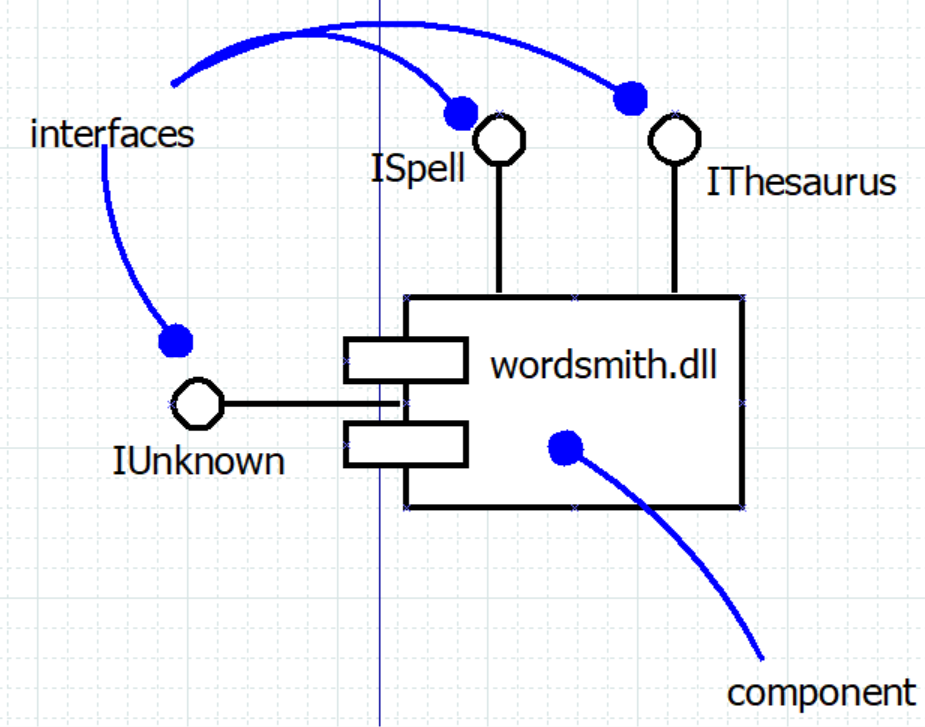 interfaces
ISpell
IThesaurus
wordsmith.dll
IUnknown
component